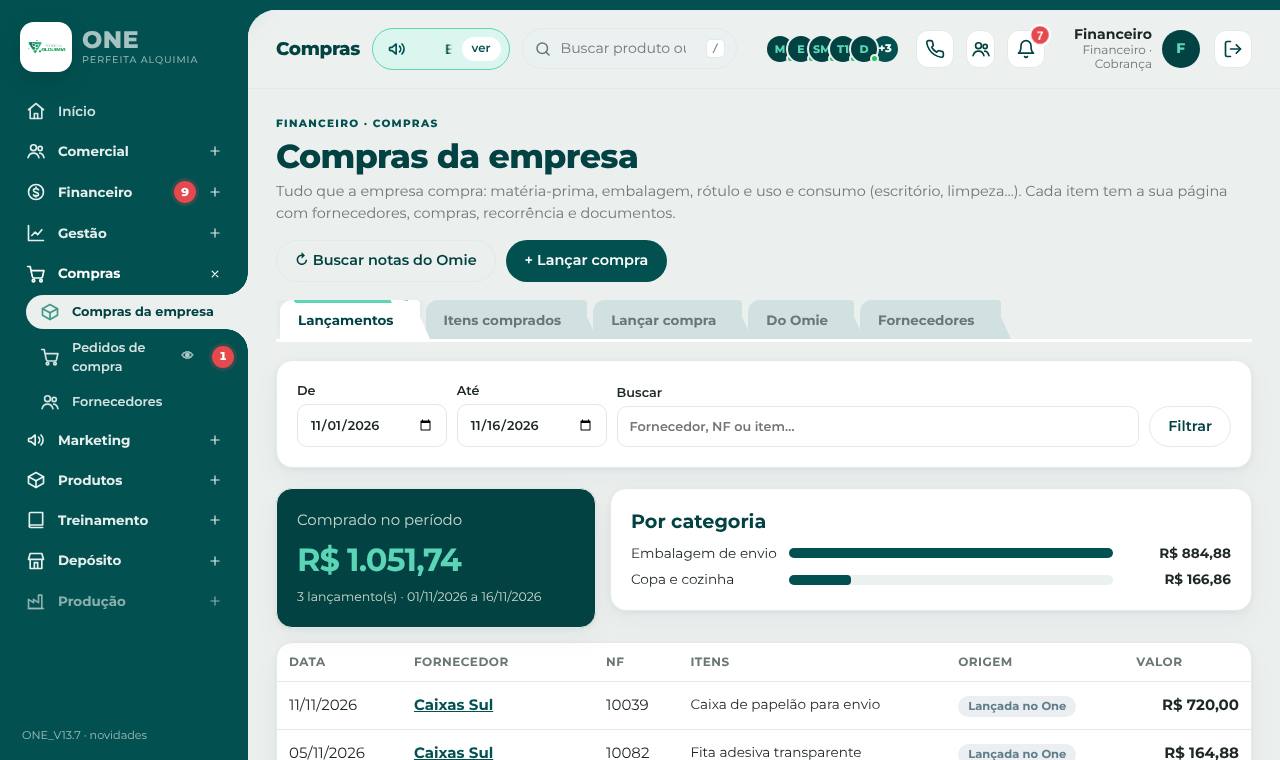 ONE
PERFEITA ALQUIMIA
Início
Comercial +
Financeiro 9 +
Gestão +
Compras ×
Compras da empresa
Pedidos de
compra 1
Fornecedores
Marketing +
Produtos +
Treinamento +
Depósito +
Produção +
ONE_V13.7 · novidades
Compras
ver
Buscar produto ou
/
M E SM T1 D +3
7
Financeiro
Financeiro ·
Cobrança
F
FINANCEIRO · COMPRAS
Compras da empresa
Tudo que a empresa compra: matéria-prima, embalagem, rótulo e uso e consumo (escritório, limpeza...). Cada item tem a sua página
com fornecedores, compras, recorrência e documentos.
↻ Buscar notas do Omie
+ Lançar compra
Lançamentos
Itens comprados
Lançar compra
Do Omie
Fornecedores
De
11/01/2026
Até
11/16/2026
Buscar
Fornecedor, NF ou item...
Filtrar
Comprado no período
R$ 1.051,74
3 lançamento(s) · 01/11/2026 a 16/11/2026
Por categoria
Embalagem de envio R$ 884,88
Copa e cozinha R$ 166,86
DATA FORNECEDOR NF ITENS ORIGEM VALOR
11/11/2026 Caixas Sul 10039 Caixa de papelão para envio Lançada no One R$ 720,00
05/11/2026 Caixas Sul 10082 Fita adesiva transparente Lançada no One R$ 164,88